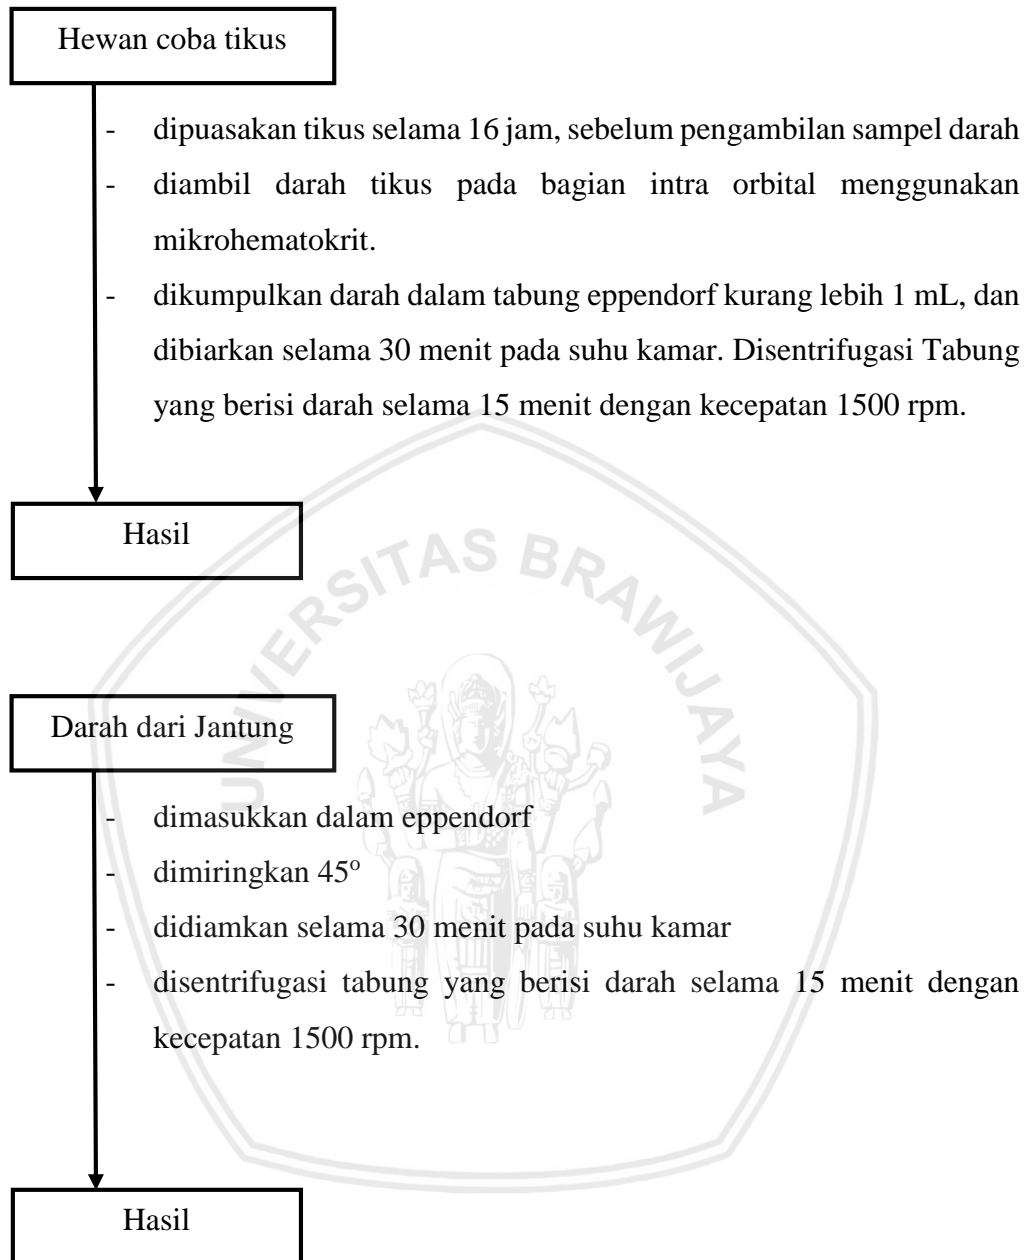 Hewan coba tikus
- dipuasakan tikus selama 16 jam, sebelum pengambilan sampel darah
- diambil darah tikus pada bagian intra orbital menggunakan
mikrohematokrit.
- dikumpulkan darah dalam tabung eppendorf kurang lebih 1 mL, dan
dibiarkan selama 30 menit pada suhu kamar. Disentrifugasi Tabung
yang berisi darah selama 15 menit dengan kecepatan 1500 rpm.
Hasil
UNIVERSITAS BRAWIJAYA
Darah dari Jantung
- dimasukkan dalam eppendorf
- dimiringkan 45º
- didiamkan selama 30 menit pada suhu kamar
- disentrifugasi tabung yang berisi darah selama 15 menit dengan
kecepatan 1500 rpm.
Hasil